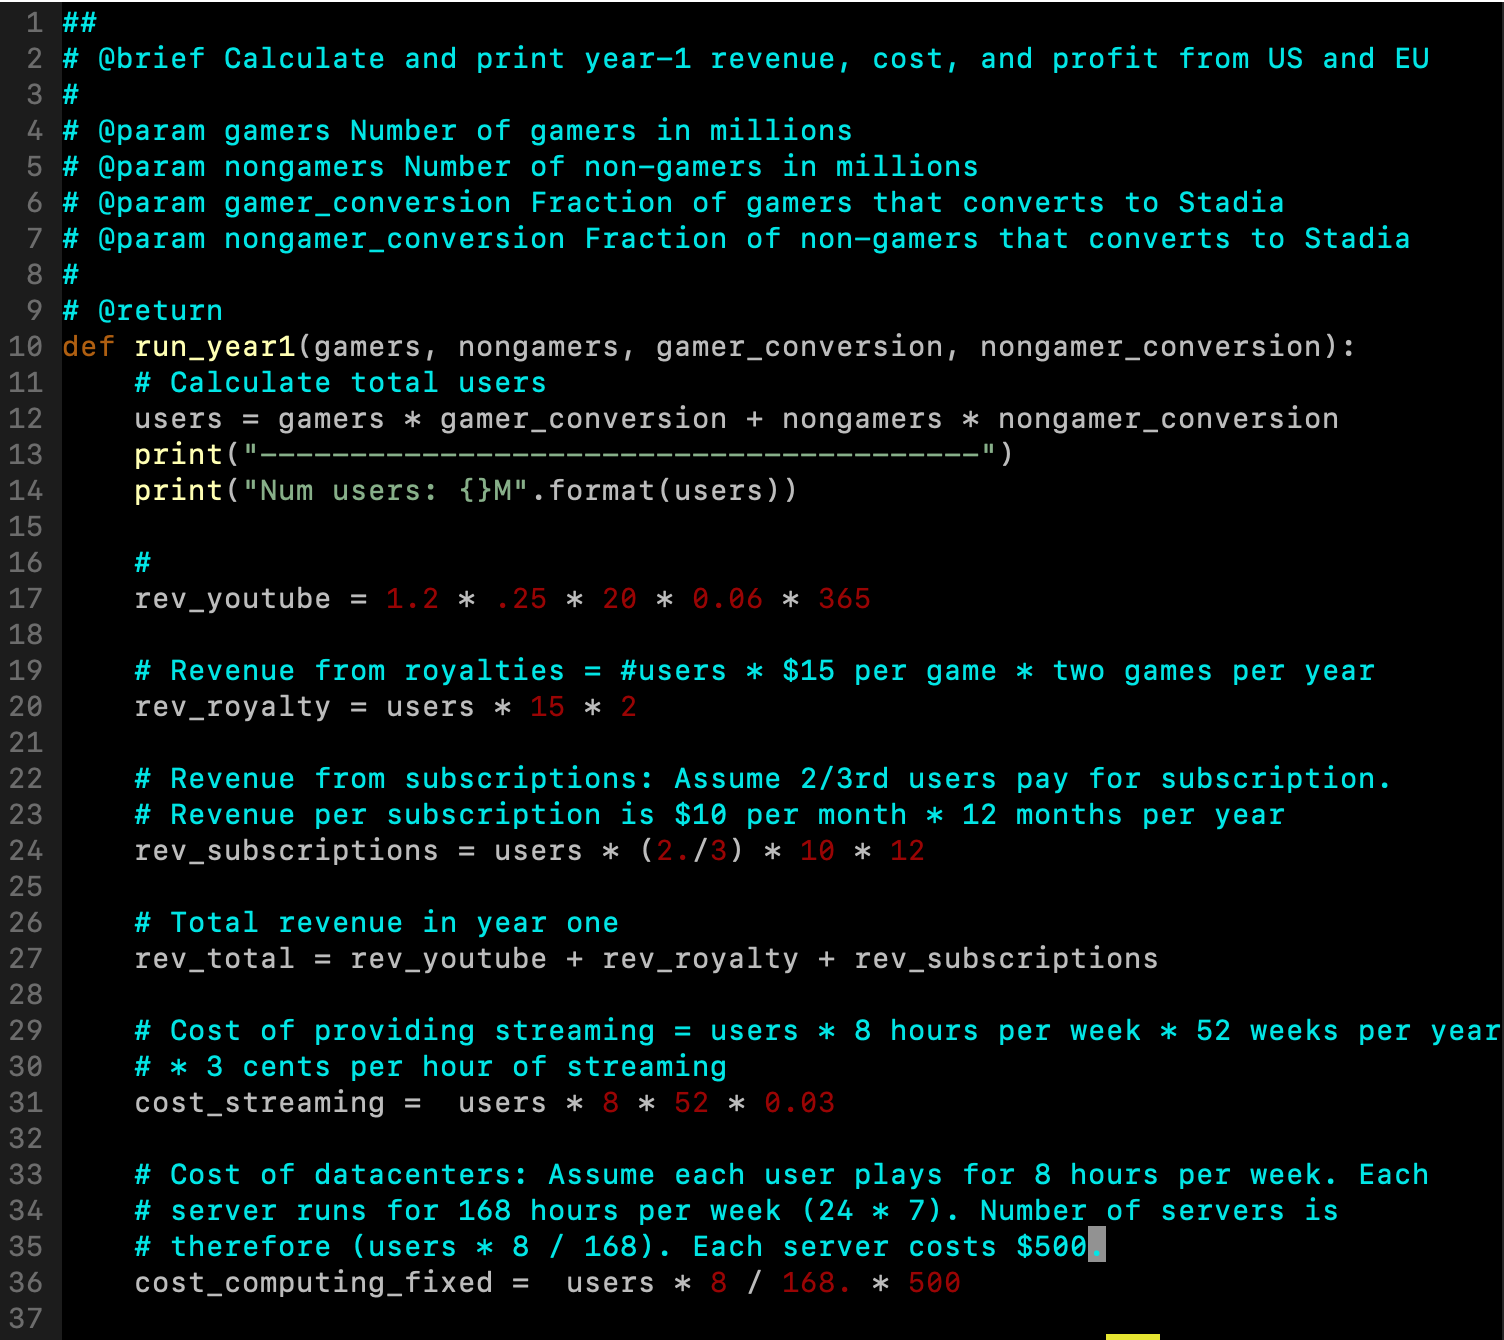 1 ##
2 # @brief Calculate and print year-1 revenue, cost, and profit from US and EU
3 #
4 # @param gamers Number of gamers in millions
5 # @param nongamers Number of non-gamers in millions
6 # @param gamer_conversion Fraction of gamers that converts to Stadia
7 # @param nongamer_conversion Fraction of non-gamers that converts to Stadia
8 #
9 # @return
10 def run_year1(gamers, nongamers, gamer_conversion, nongamer_conversion):
11     # Calculate total users
12     users = gamers * gamer_conversion + nongamers * nongamer_conversion
13     print("----------------------------------------")
14     print("Num users: {}M".format(users))
15
16     #
17     rev_youtube = 1.2 * .25 * 20 * 0.06 * 365
18
19     # Revenue from royalties = #users * $15 per game * two games per year
20     rev_royalty = users * 15 * 2
21
22     # Revenue from subscriptions: Assume 2/3rd users pay for subscription.
23     # Revenue per subscription is $10 per month * 12 months per year
24     rev_subscriptions = users * (2./3) * 10 * 12
25
26     # Total revenue in year one
27     rev_total = rev_youtube + rev_royalty + rev_subscriptions
28
29     # Cost of providing streaming = users * 8 hours per week * 52 weeks per year
30     # * 3 cents per hour of streaming
31     cost_streaming =  users * 8 * 52 * 0.03
32
33     # Cost of datacenters: Assume each user plays for 8 hours per week. Each
34     # server runs for 168 hours per week (24 * 7). Number of servers is
35     # therefore (users * 8 / 168). Each server costs $500.
36     cost_computing_fixed =  users * 8 / 168. * 500
37